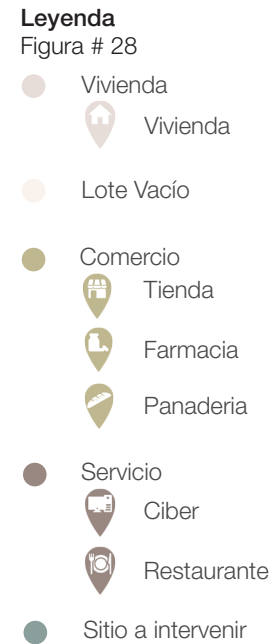 Leyenda
Figura # 28
Vivienda
Vivienda
Lote Vacío
Comercio
Tienda
Farmacia
Panaderia
Servicio
Ciber
Restaurante
Sitio a intervenir